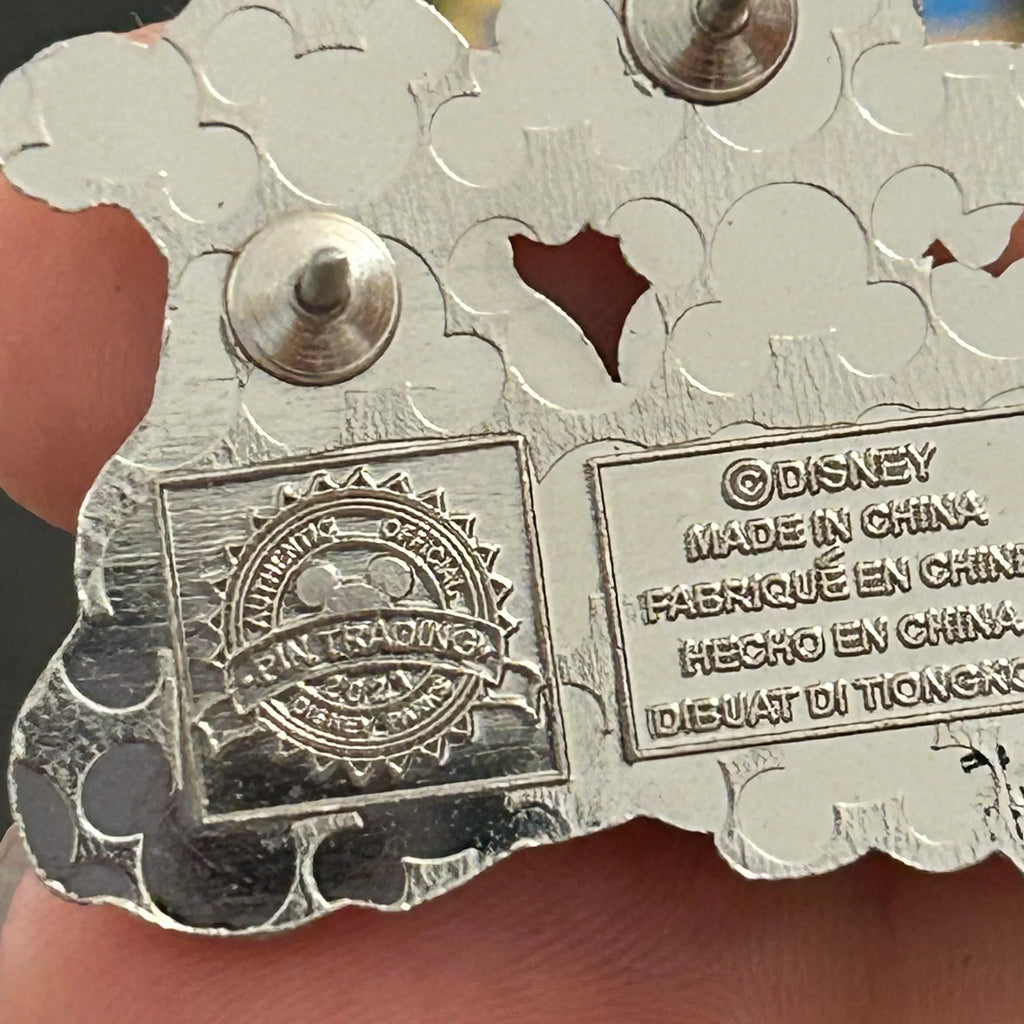 AUTHENTIC OFFICIAL
PIN TRADING
2021
DISNEY PARKS
©DISNEY
MADE IN CHINA
FABRIQUÉ EN CHINE
HECHO EN CHINA
DIBUAT DI